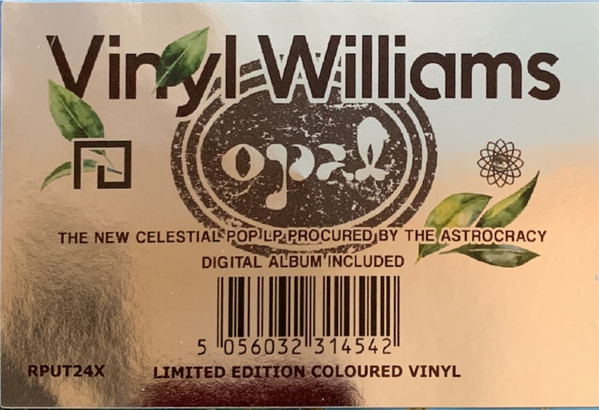 Vinyl Williams
opal
THE NEW CELESTIAL POP LP PROCURED BY THE ASTROCRACY
DIGITAL ALBUM INCLUDED
5 056032 314542
RPUT24X LIMITED EDITION COLOURED VINYL